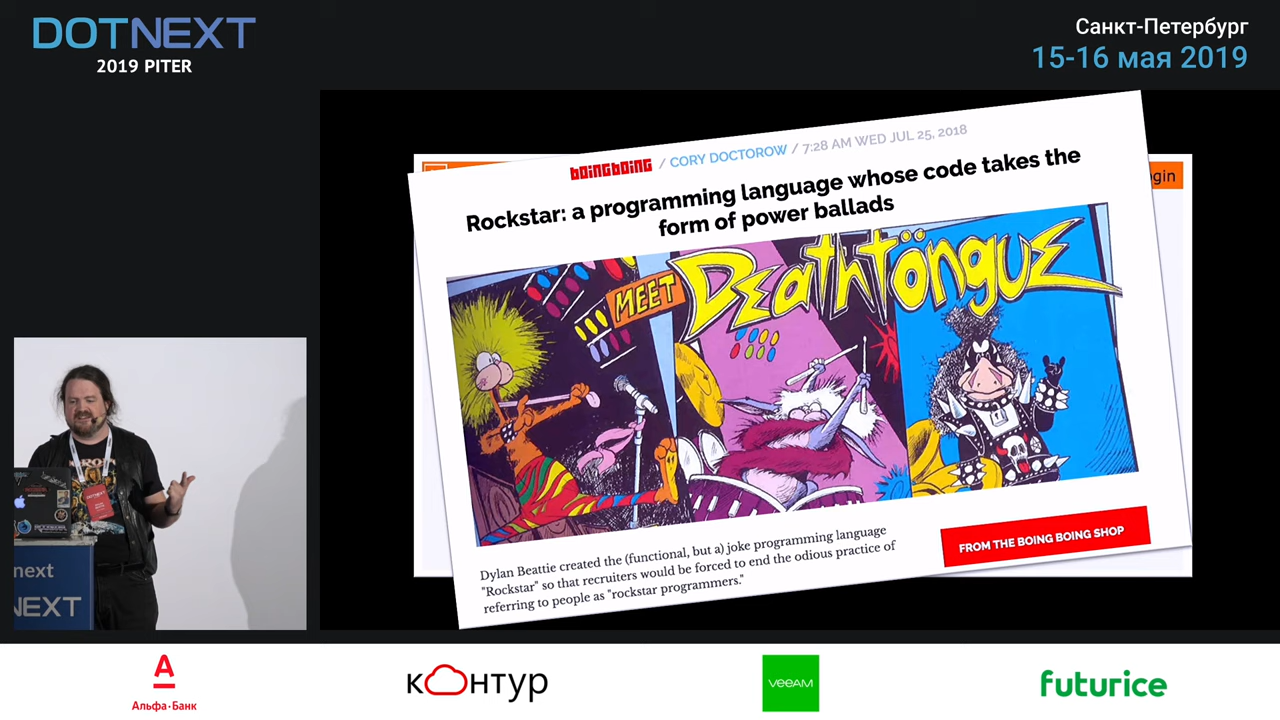 DOTNEXT
2019 PITER
Санкт-Петербург
15-16 мая 2019
boingboing / CORY DOCTOROW / 7:28 AM WED JUL 25, 2018
Rockstar: a programming language whose code takes the
form of power ballads
MEET
Deathtöngue
Dylan Beattie created the (functional, but a) joke programming language
"Rockstar" so that recruiters would be forced to end the odious practice of
referring to people as "rockstar programmers."
FROM THE BOING BOING SHOP
gin
next
NEXT
А
Альфа·Банк
контур
veeAM
futurice